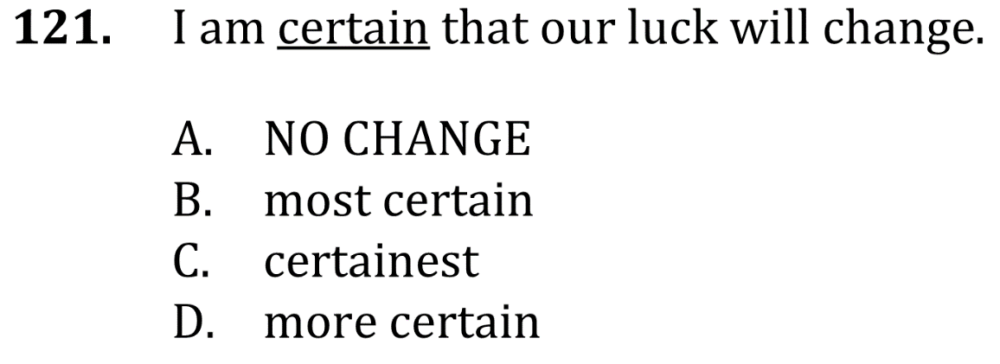 121. I am certain that our luck will change.
A. NO CHANGE
B. most certain
C. certainest
D. more certain